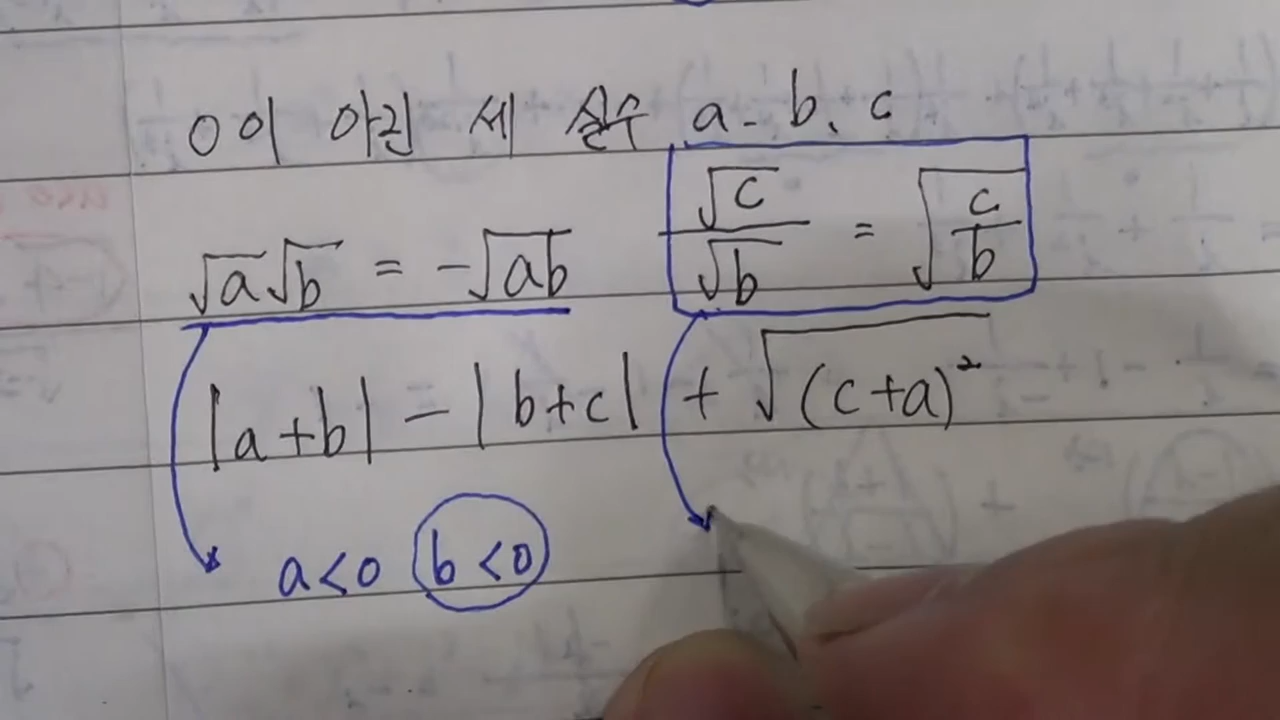 0이 아닌 세 실수 a. b. c
√a√b = -√ab √c/√b = √(c/b)
|a+b| - |b+c| + √(c+a)²
a<0 b<0